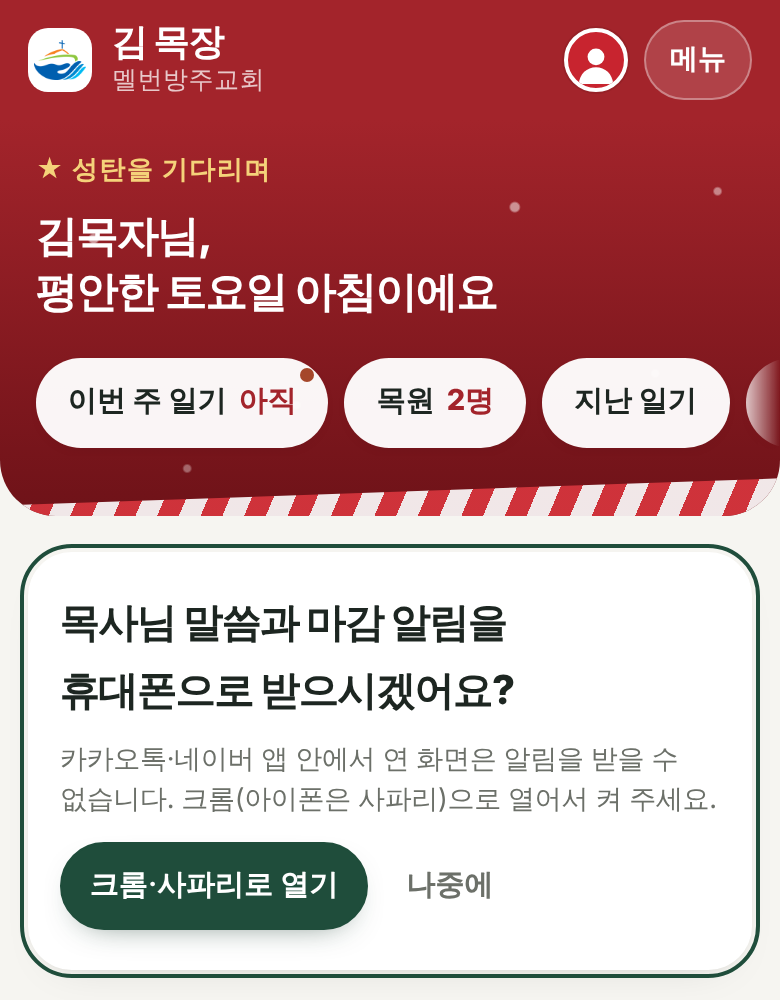 김 목장
멜번방주교회
메뉴
★ 성탄을 기다리며
김목자님,
평안한 토요일 아침이에요
이번 주 일기 아직
목원 2명
지난 일기
목사님 말씀과 마감 알림을
휴대폰으로 받으시겠어요?
카카오톡·네이버 앱 안에서 연 화면은 알림을 받을 수
없습니다. 크롬(아이폰은 사파리)으로 열어서 켜 주세요.
크롬·사파리로 열기
나중에